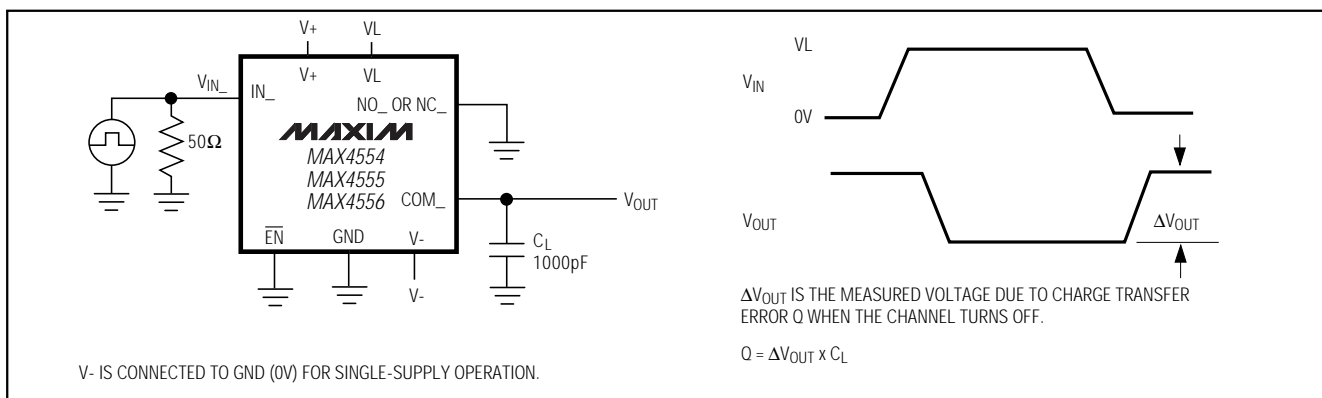 V+ VL
V+ VL
VIN_
IN_
NO_ OR NC_
50Ω
MAXIM
MAX4554
MAX4555
MAX4556
COM_
VOUT
EN GND V-
CL
1000pF
V-
V- IS CONNECTED TO GND (0V) FOR SINGLE-SUPPLY OPERATION.
VL
VIN
0V
VOUT
ΔVOUT
ΔVOUT IS THE MEASURED VOLTAGE DUE TO CHARGE TRANSFER
ERROR Q WHEN THE CHANNEL TURNS OFF.
Q = ΔVOUT x CL